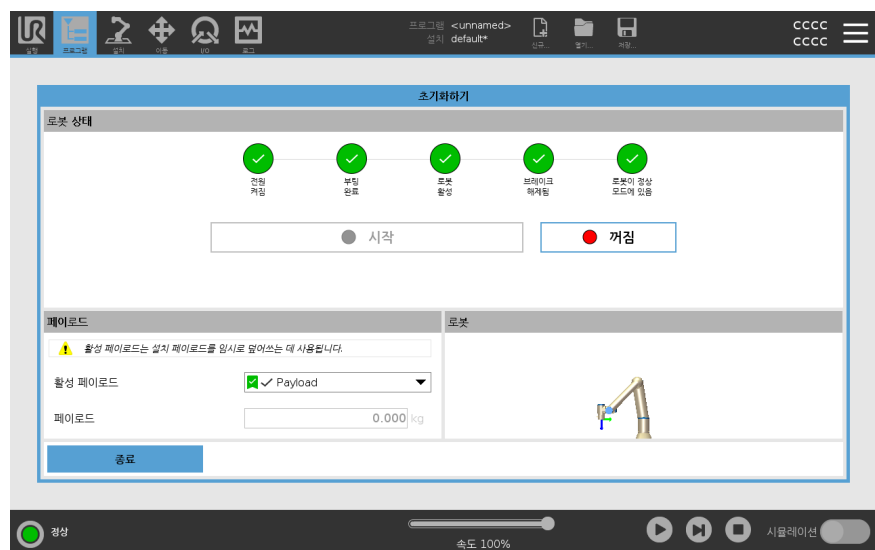 프로그램 <unnamed>
설치 default*
cccc
cccc
실행
프로그램
설치
이동
I/O
로그
신규...
열기...
저장...
초기화하기
로봇 상태
전원
켜짐
부팅
완료
로봇
활성
브레이크
해제됨
로봇이 정상
모드에 있음
시작
꺼짐
페이로드
로봇
활성 페이로드는 설치 페이로드를 임시로 덮어쓰는 데 사용됩니다.
활성 페이로드
Payload
페이로드
0.000 kg
종료
정상
속도 100%
시뮬레이션